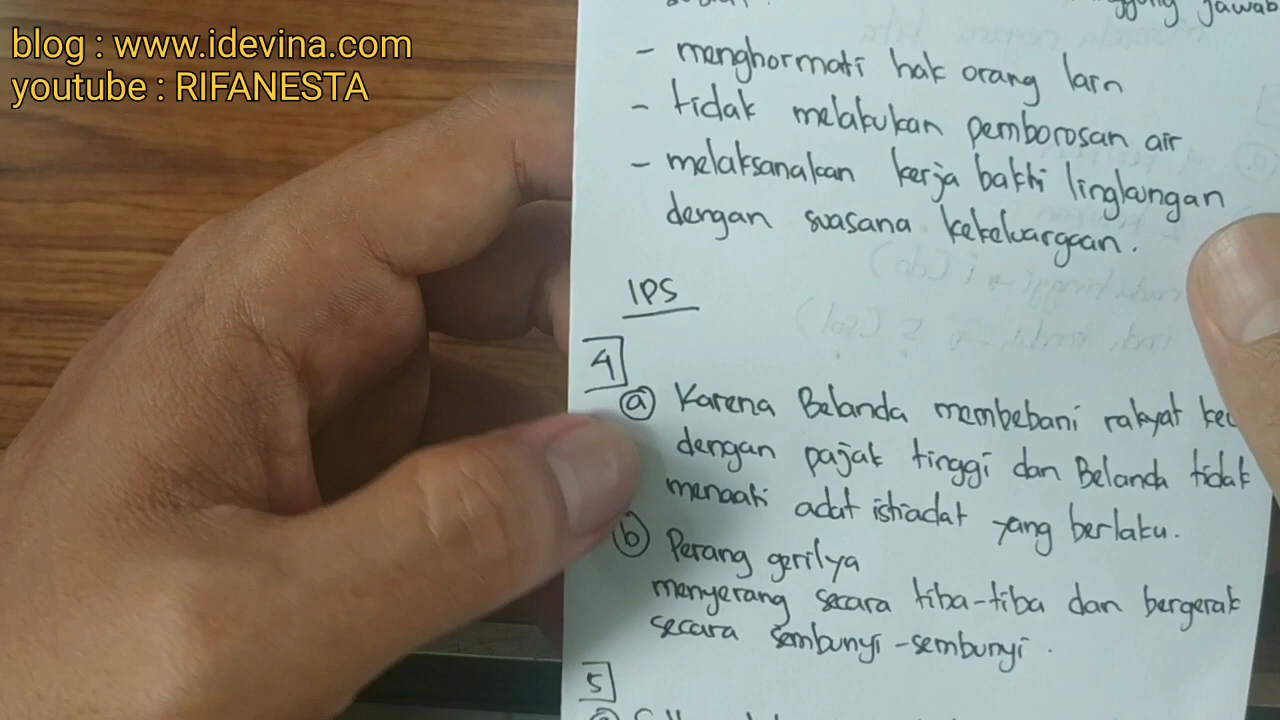 blog : www.idevina.com
youtube : RIFANESTA
jawab
- menghormati hak orang lain
- tidak melakukan pemborosan air
- melaksanakan kerja bakti lingkungan
dengan suasana kekeluargaan.
IPS
4
a Karena Belanda membebani rakyat
dengan pajak tinggi dan Belanda tidak
menaati adat istiadat yang berlaku.
b Perang gerilya
menyerang secara tiba-tiba dan bergerak
secara sembunyi-sembunyi.
5